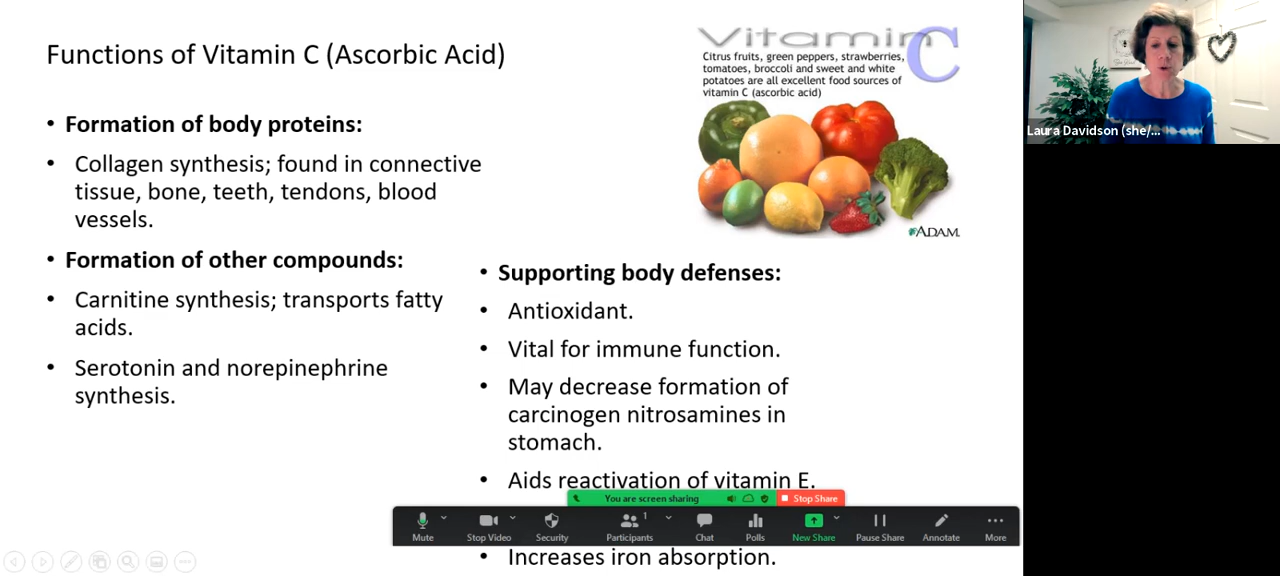 Functions of Vitamin C (Ascorbic Acid)
• Formation of body proteins:
• Collagen synthesis; found in connective
tissue, bone, teeth, tendons, blood
vessels.
• Formation of other compounds:
• Carnitine synthesis; transports fatty
acids.
• Serotonin and norepinephrine
synthesis.
Vitamin C
Citrus fruits, green peppers, strawberries,
tomatoes, broccoli and sweet and white
potatoes are all excellent food sources of
vitamin C (ascorbic acid)
ADAM.
• Supporting body defenses:
• Antioxidant.
• Vital for immune function.
• May decrease formation of
carcinogen nitrosamines in
stomach.
• Aids reactivation of vitamin E.
• Increases iron absorption.
You are screen sharing
Stop Share
Mute
Stop Video
Security
1
Participants
Chat
Polls
New Share
Pause Share
Annotate
More
Laura Davidson (she/...